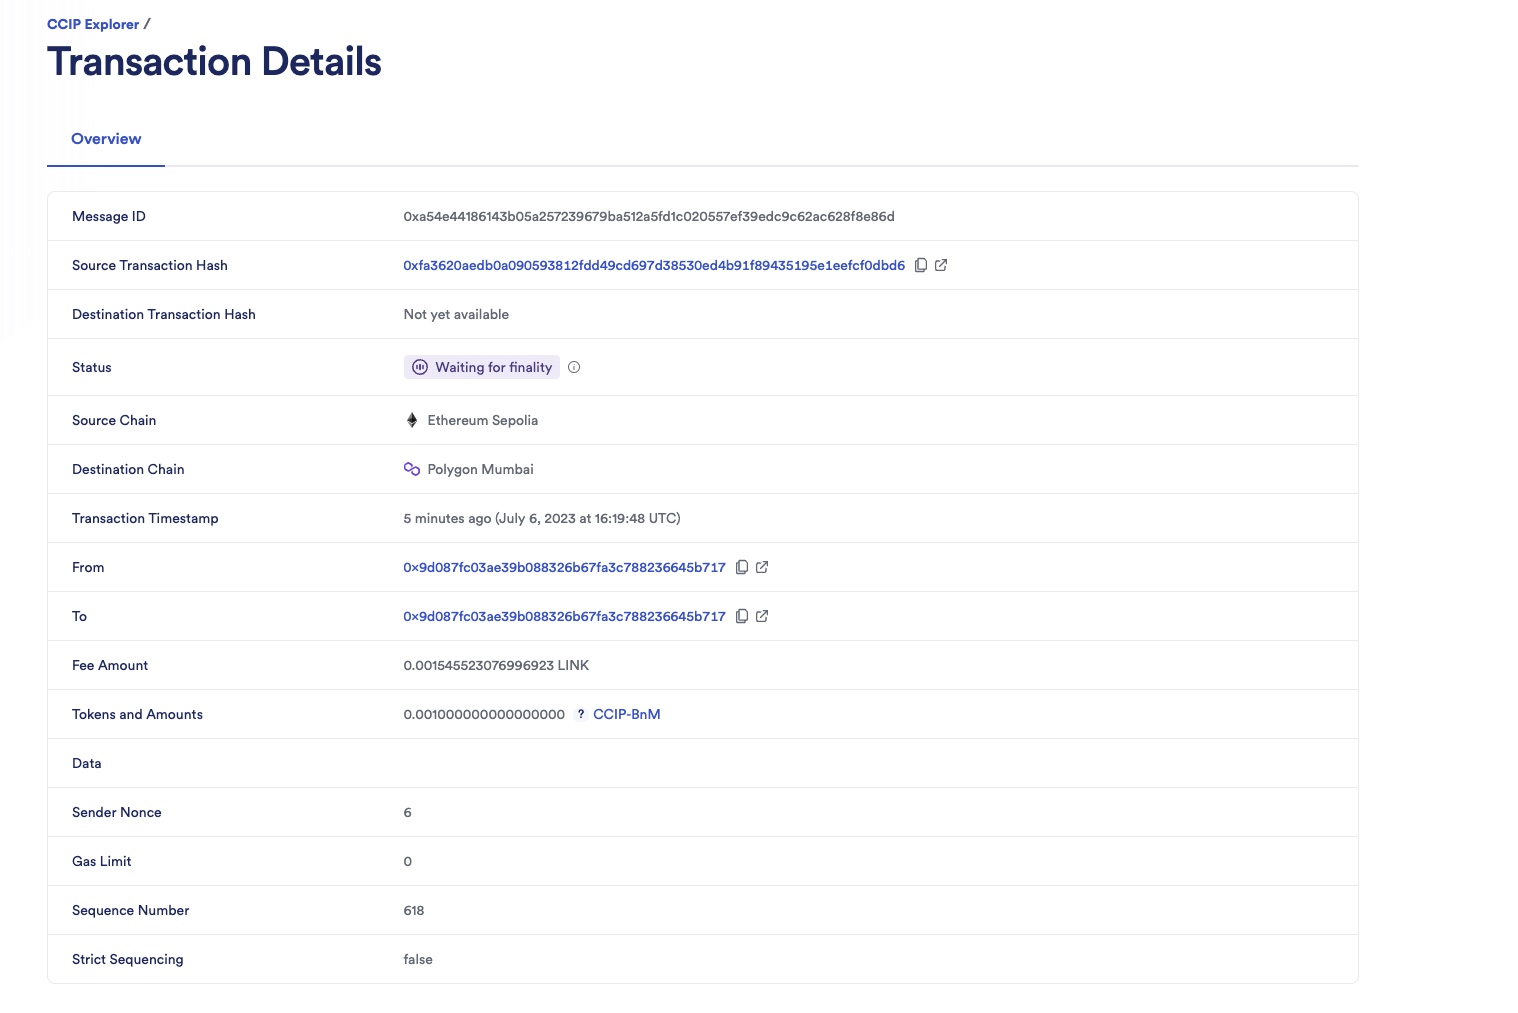 CCIP Explorer /
Transaction Details
Overview
Message ID 0xa54e44186143b05a257239679ba512a5fd1c020557ef39edc9c62ac628f8e86d
Source Transaction Hash 0xfa3620aedb0a090593812fdd49cd697d38530ed4b91f89435195e1eefcf0dbd6
Destination Transaction Hash Not yet available
Status Waiting for finality
Source Chain Ethereum Sepolia
Destination Chain Polygon Mumbai
Transaction Timestamp 5 minutes ago (July 6, 2023 at 16:19:48 UTC)
From 0x9d087fc03ae39b088326b67fa3c788236645b717
To 0x9d087fc03ae39b088326b67fa3c788236645b717
Fee Amount 0.001545523076996923 LINK
Tokens and Amounts 0.001000000000000000 ? CCIP-BnM
Data
Sender Nonce 6
Gas Limit 0
Sequence Number 618
Strict Sequencing false